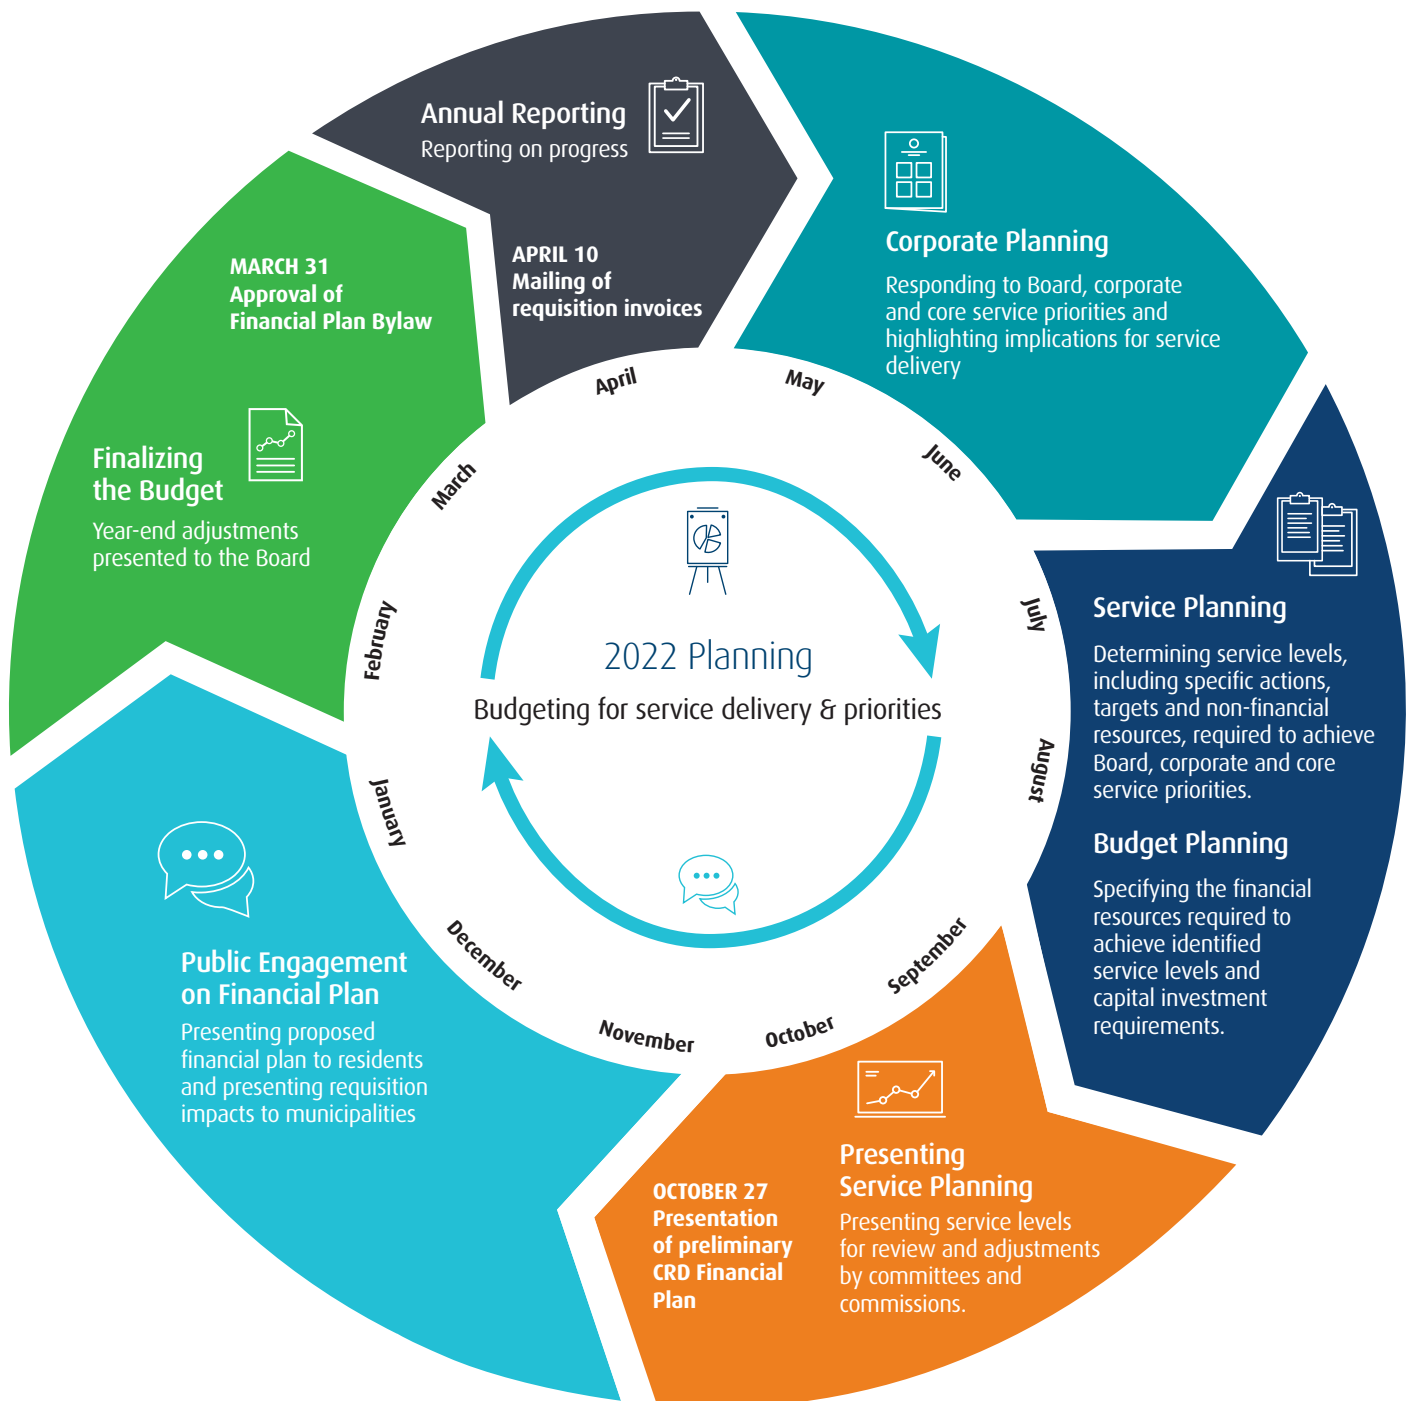 Annual Reporting
Reporting on progress
APRIL 10
Mailing of
requisition invoices
Corporate Planning
Responding to Board, corporate
and core service priorities and
highlighting implications for service
delivery
Service Planning
Determining service levels,
including specific actions,
targets and non-financial
resources, required to achieve
Board, corporate and core
service priorities.
Budget Planning
Specifying the financial
resources required to
achieve identified
service levels and
capital investment
requirements.
Presenting
Service Planning
Presenting service levels
for review and adjustments
by committees and
commissions.
OCTOBER 27
Presentation
of preliminary
CRD Financial
Plan
Public Engagement
on Financial Plan
Presenting proposed
financial plan to residents
and presenting requisition
impacts to municipalities
Finalizing
the Budget
Year-end adjustments
presented to the Board
MARCH 31
Approval of
Financial Plan Bylaw
April
May
June
July
August
September
October
November
December
January
February
March
2022 Planning
Budgeting for service delivery & priorities